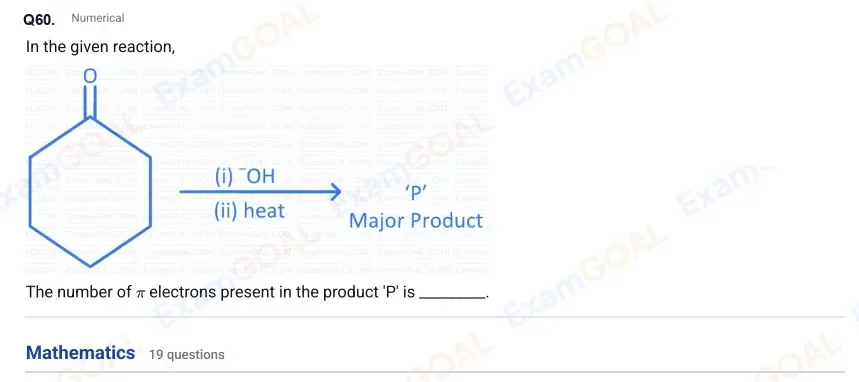 Q60. Numerical
In the given reaction,
O
(i) ⁻OH
(ii) heat
'P'
Major Product
The number of π electrons present in the product 'P' is ________.
Mathematics 19 questions
ExamGOAL